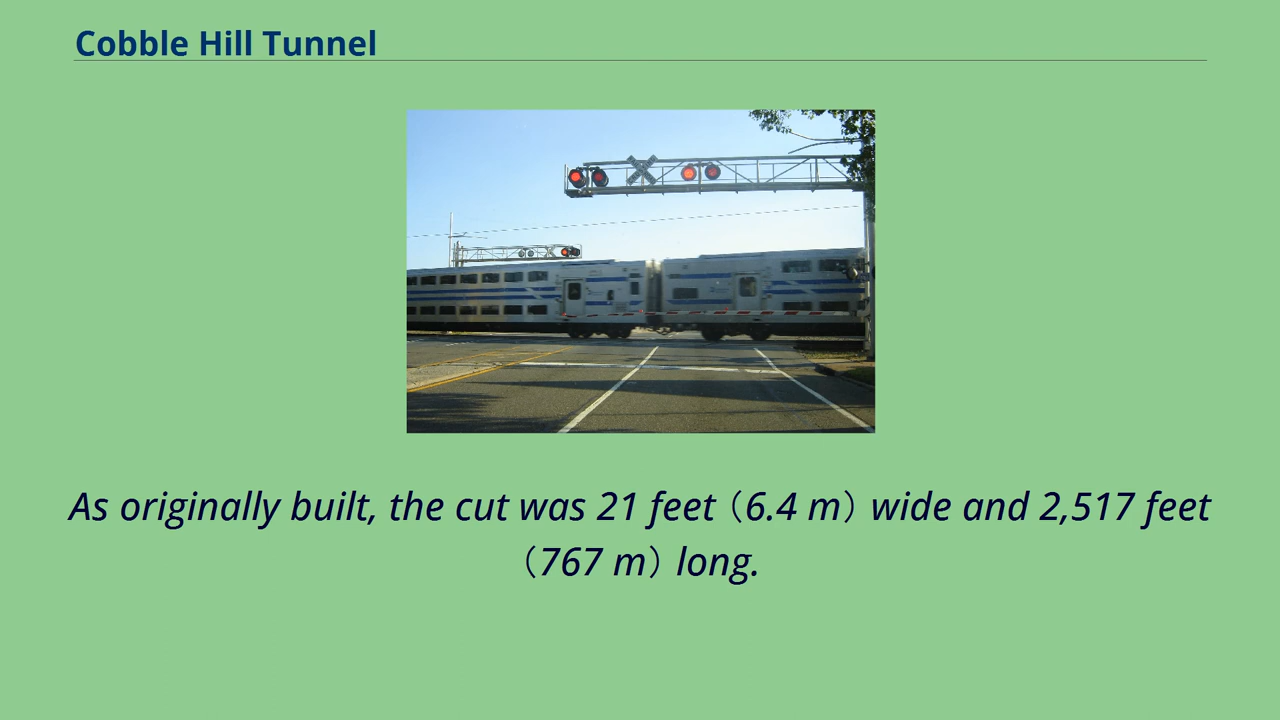 Cobble Hill Tunnel
As originally built, the cut was 21 feet（6.4 m）wide and 2,517 feet
（767 m）long.